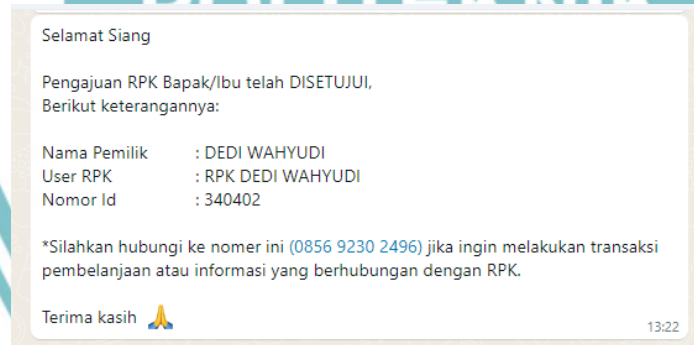 Selamat Siang
Pengajuan RPK Bapak/Ibu telah DISETUJUI,
Berikut keterangannya:
Nama Pemilik : DEDI WAHYUDI
User RPK : RPK DEDI WAHYUDI
Nomor Id : 340402
*Silahkan hubungi ke nomer ini (0856 9230 2496) jika ingin melakukan transaksi
pembelanjaan atau informasi yang berhubungan dengan RPK.
Terima kasih 🙏
13:22